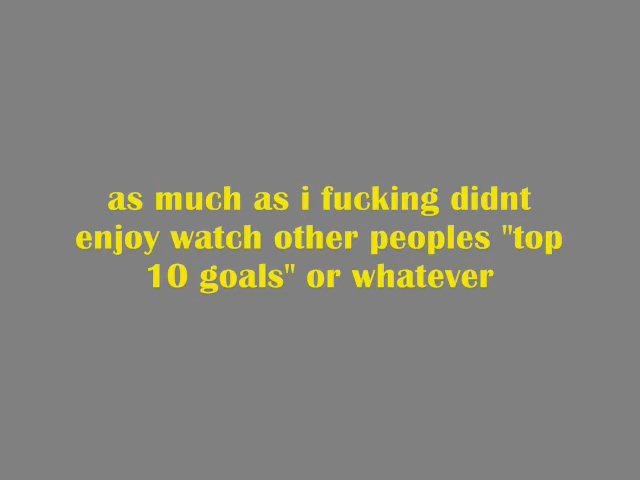 as much as i fucking didnt
enjoy watch other peoples "top
10 goals" or whatever